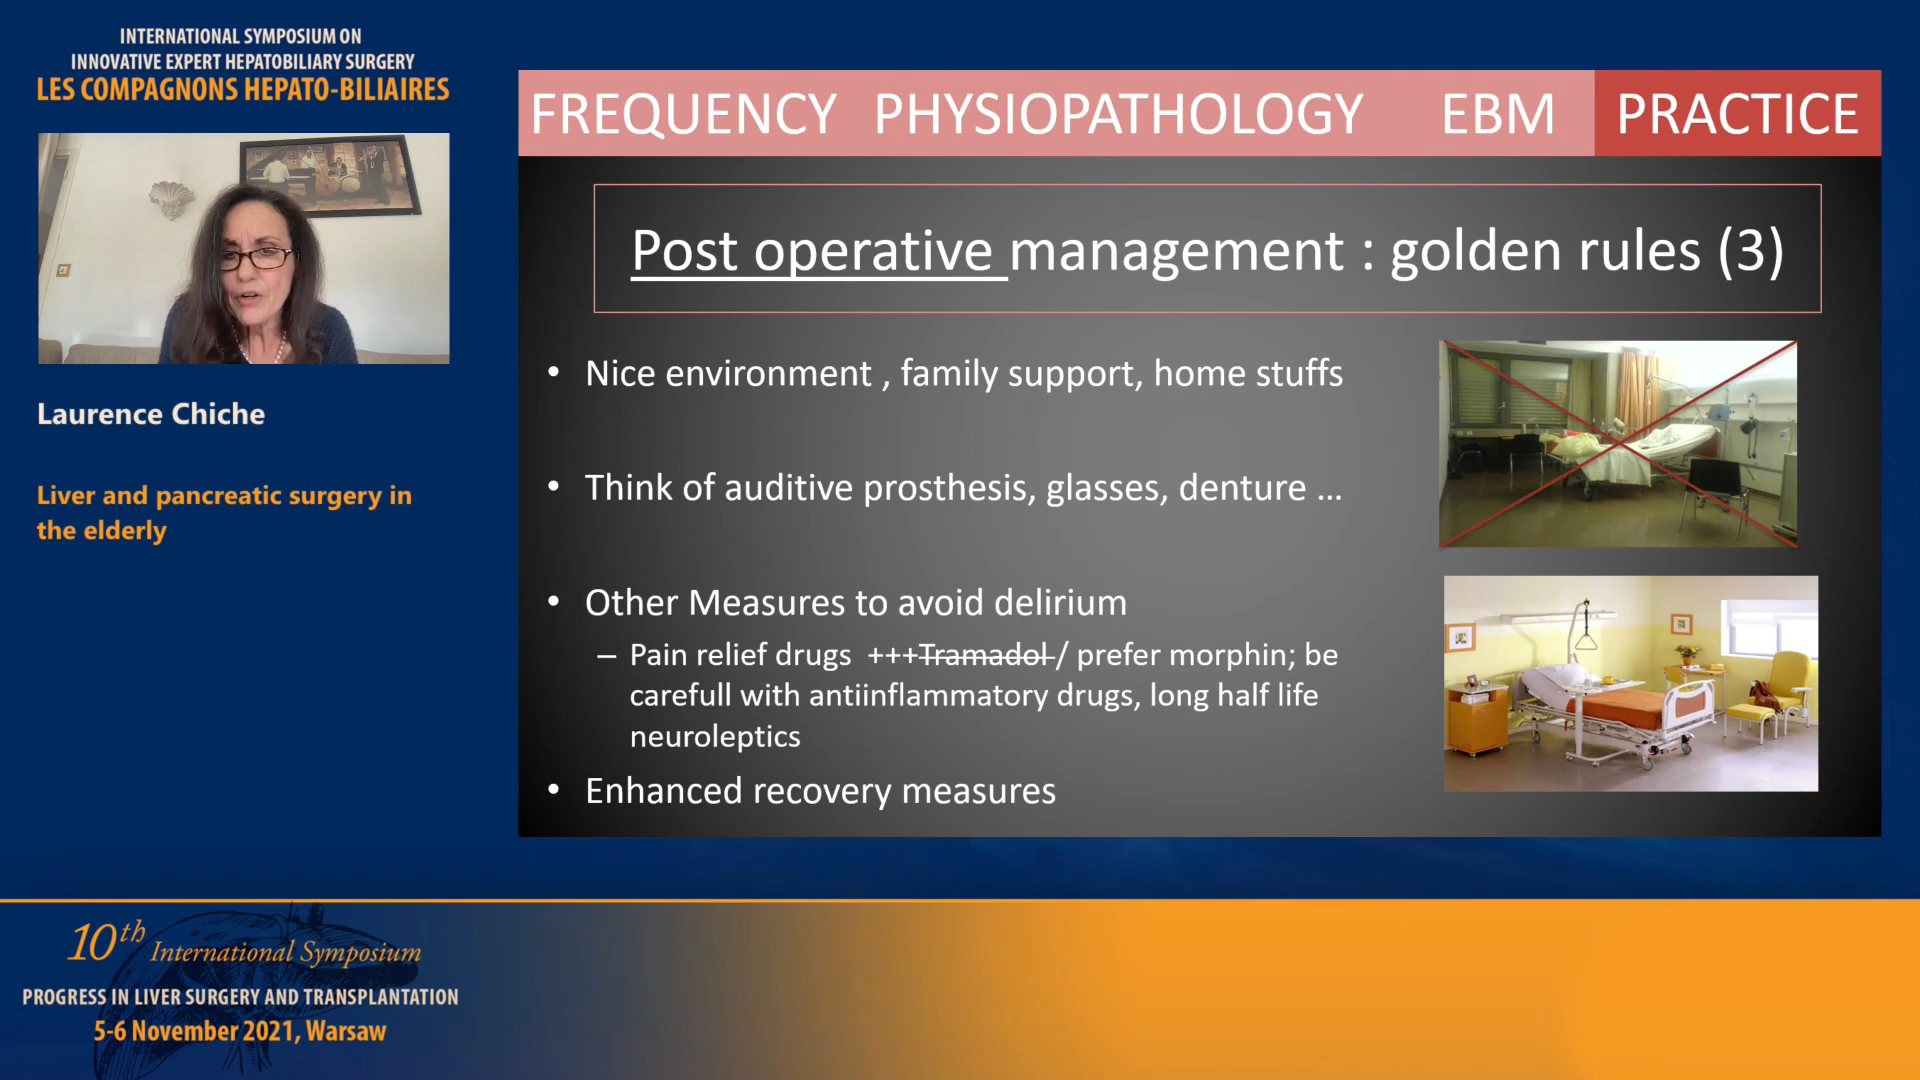 INTERNATIONAL SYMPOSIUM ON
INNOVATIVE EXPERT HEPATOBILIARY SURGERY
LES COMPAGNONS HEPATO-BILIAIRES
Laurence Chiche
Liver and pancreatic surgery in
the elderly
FREQUENCY PHYSIOPATHOLOGY EBM PRACTICE
Post operative management : golden rules (3)
• Nice environment , family support, home stuffs
• Think of auditive prosthesis, glasses, denture ...
• Other Measures to avoid delirium
– Pain relief drugs +++Tramadol / prefer morphin; be
carefull with antiinflammatory drugs, long half life
neuroleptics
• Enhanced recovery measures
10th International Symposium
PROGRESS IN LIVER SURGERY AND TRANSPLANTATION
5-6 November 2021, Warsaw